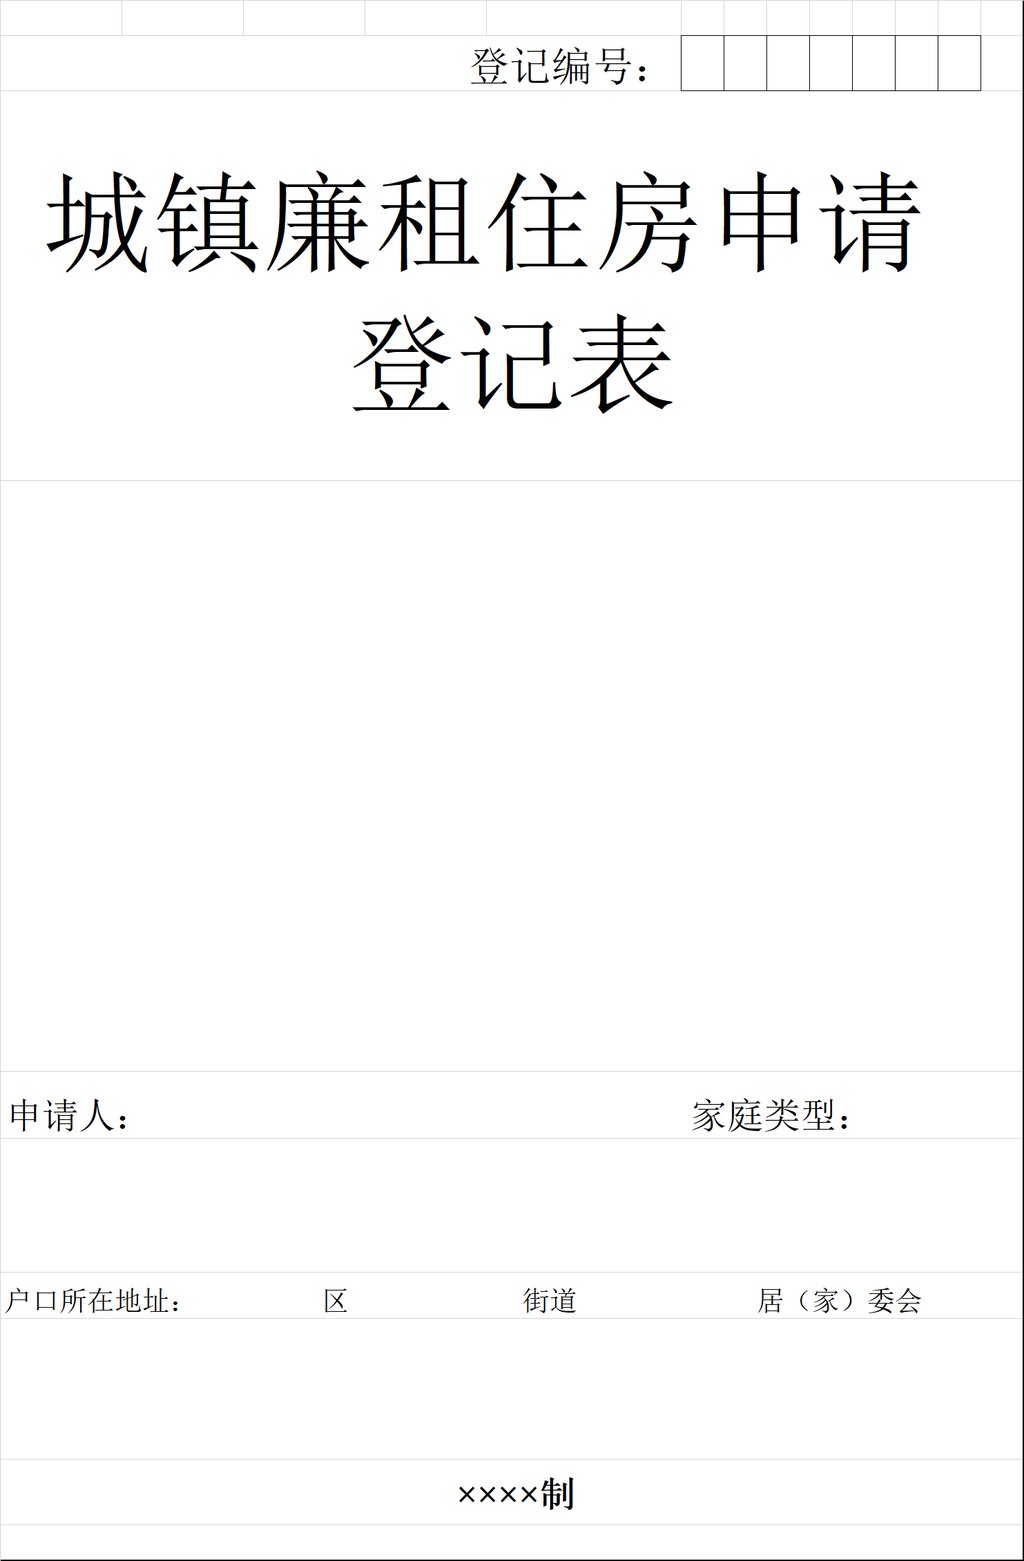 登记编号：
城镇廉租住房申请
登记表
申请人： 家庭类型：
户口所在地址： 区 街道 居（家）委会
××××制